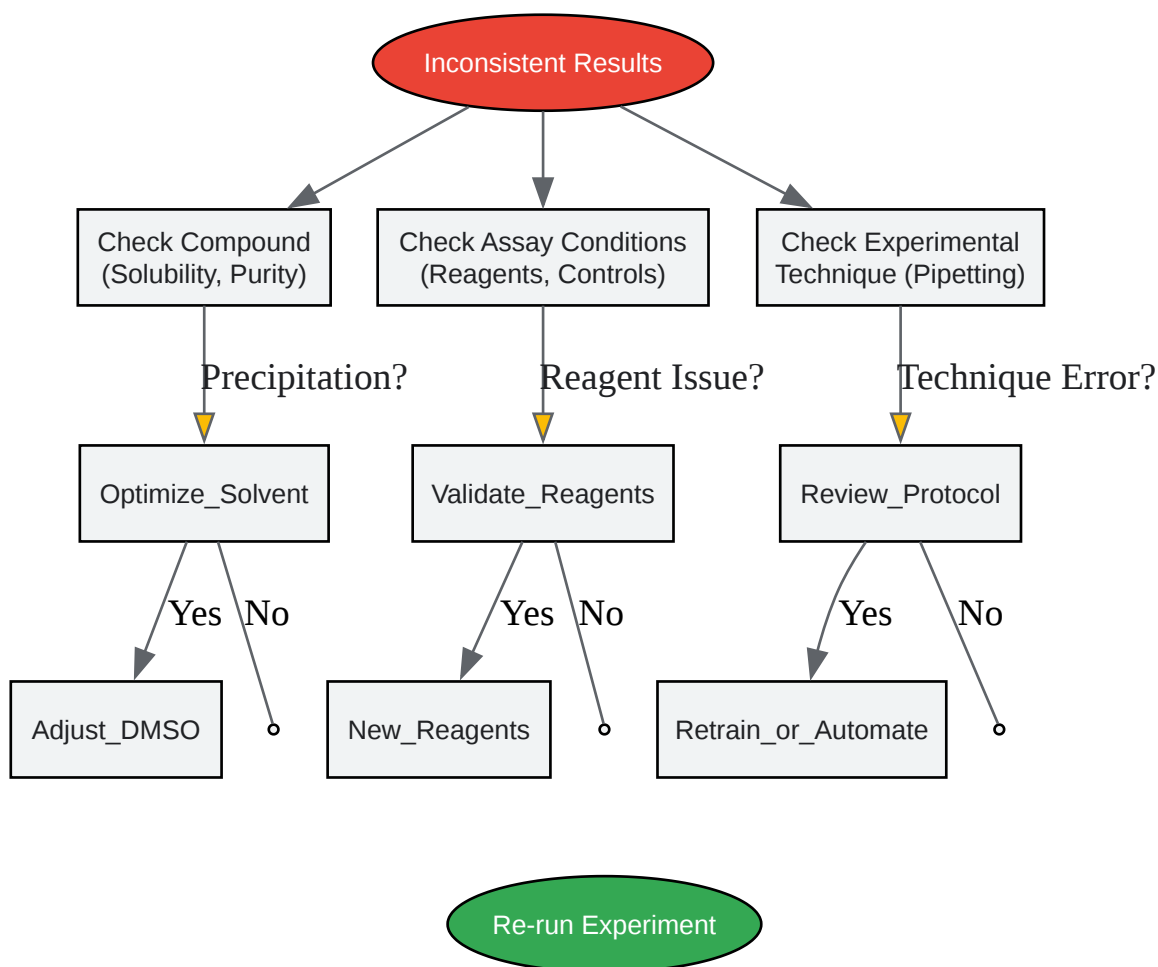 Inconsistent Results
Check Compound
(Solubility, Purity)
Check Assay Conditions
(Reagents, Controls)
Check Experimental
Technique (Pipetting)
Precipitation?
Reagent Issue?
Technique Error?
Optimize_Solvent
Validate_Reagents
Review_Protocol
Yes
No
Yes
No
Yes
No
Adjust_DMSO
New_Reagents
Retrain_or_Automate
Re-run Experiment